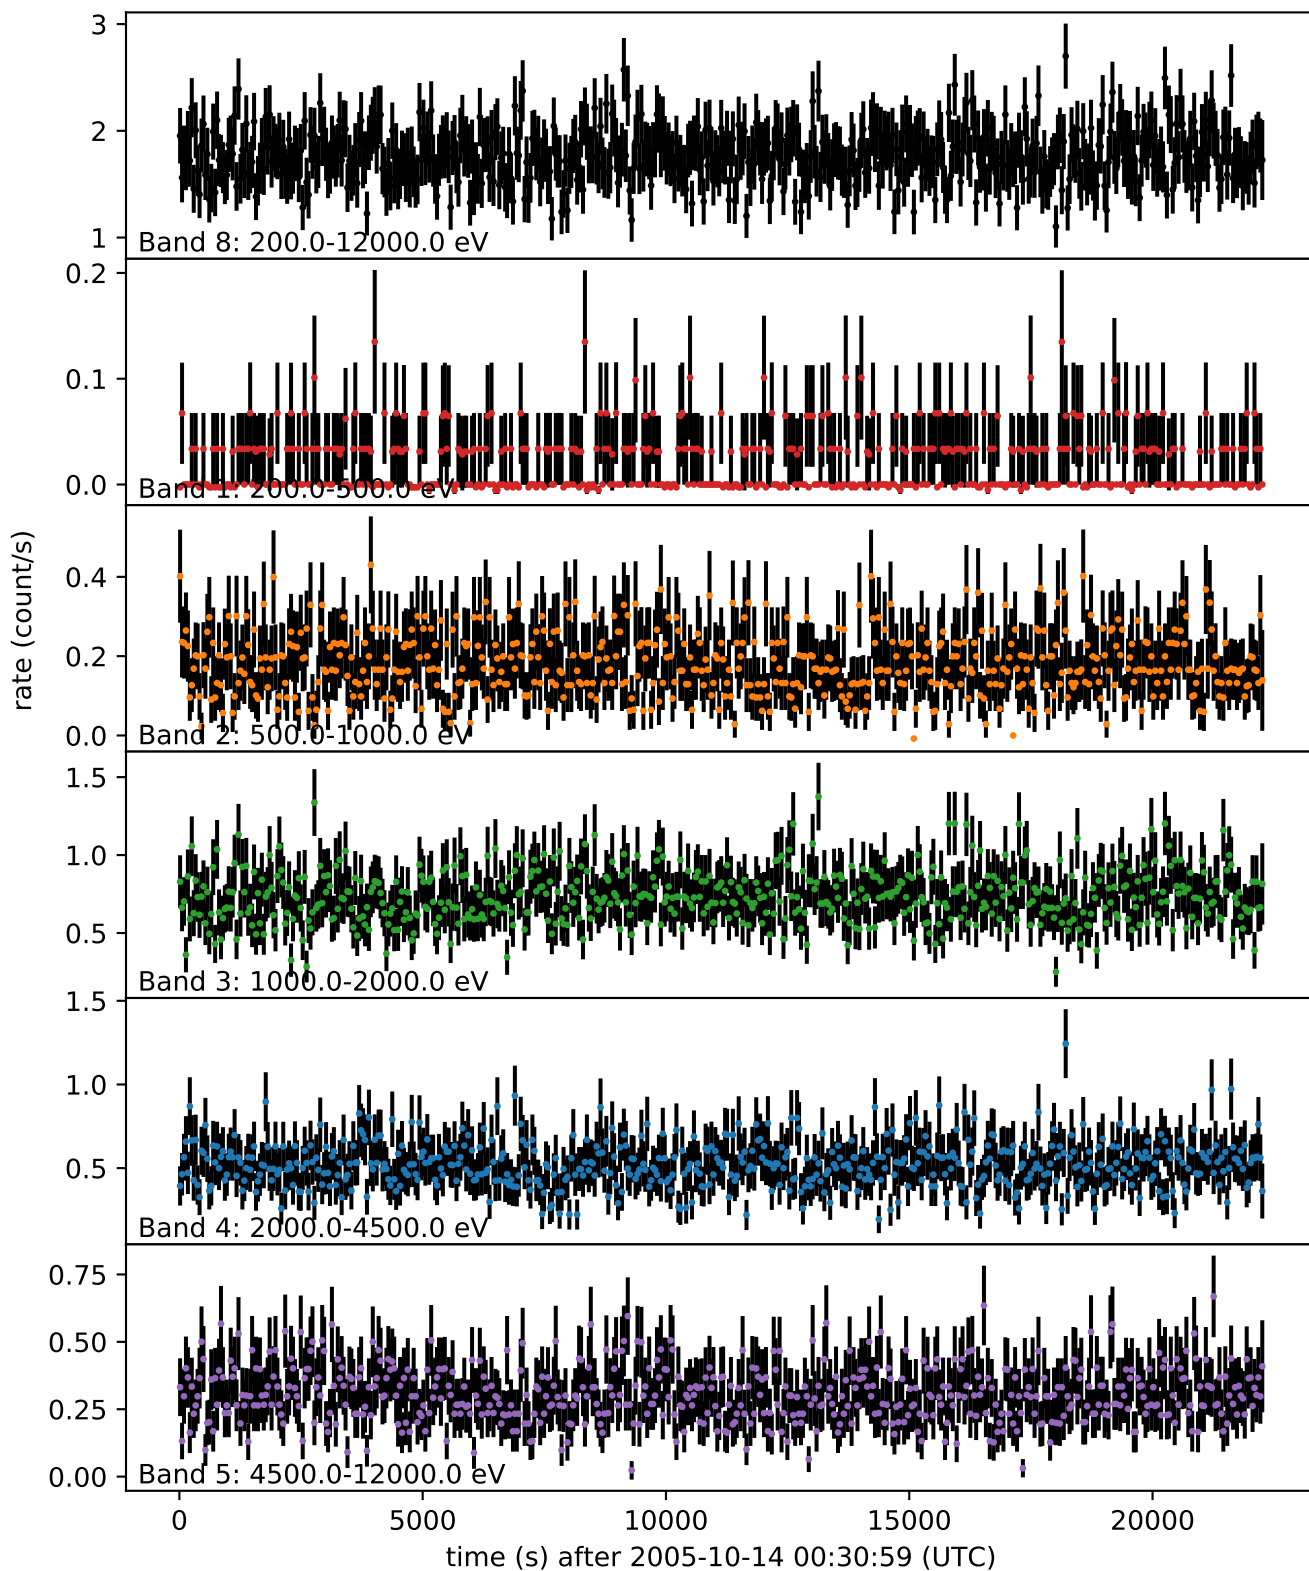 3
2
1
Band 8: 200.0-12000.0 eV
0.2
0.1
0.0
Band 1: 200.0-500.0 eV
0.4
0.2
0.0
Band 2: 500.0-1000.0 eV
rate (count/s)
1.5
1.0
0.5
Band 3: 1000.0-2000.0 eV
1.5
1.0
0.5
Band 4: 2000.0-4500.0 eV
0.75
0.50
0.25
0.00
Band 5: 4500.0-12000.0 eV
0 5000 10000 15000 20000
time (s) after 2005-10-14 00:30:59 (UTC)